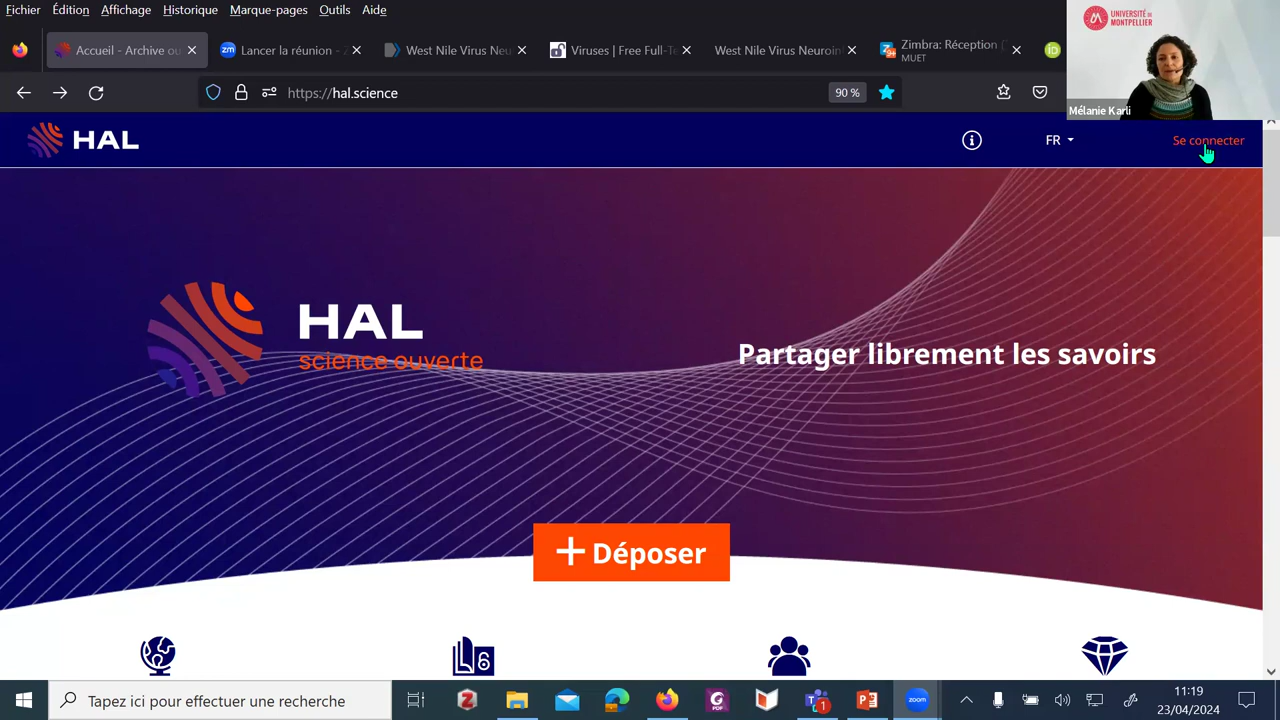 Fichier Édition Affichage Historique Marque-pages Outils Aide
UNIVERSITÉ DE
MONTPELLIER
Accueil - Archive ou
Lancer la réunion - Z
West Nile Virus Neu
Viruses | Free Full-Te
West Nile Virus Neuroin
Zimbra: Réception (
MUET
https://hal.science
90 %
Mélanie Karli
HAL
FR
Se connecter
HAL
science ouverte
Partager librement les savoirs
+ Déposer
Tapez ici pour effectuer une recherche
11:19
23/04/2024